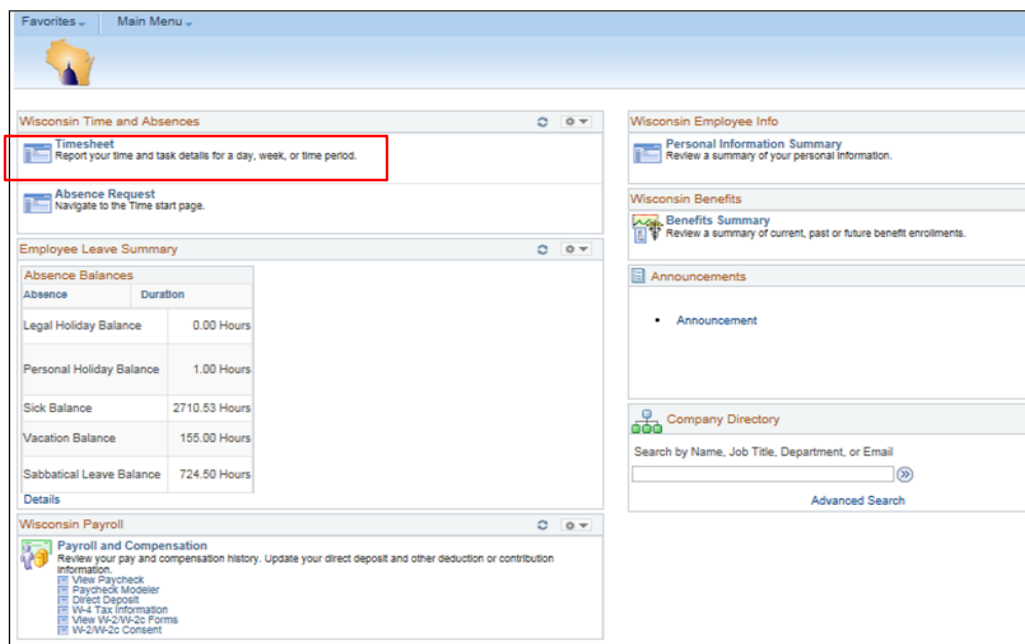 Favorites
Main Menu
Wisconsin Time and Absences
Timesheet
Report your time and task details for a day, week, or time period.
Absence Request
Navigate to the Time start page.
Employee Leave Summary
Absence Balances
Absence Duration
Legal Holiday Balance 0.00 Hours
Personal Holiday Balance 1.00 Hours
Sick Balance 2710.53 Hours
Vacation Balance 155.00 Hours
Sabbatical Leave Balance 724.50 Hours
Details
Wisconsin Payroll
Payroll and Compensation
Review your pay and compensation history. Update your direct deposit and other deduction or contribution
information.
View Paycheck
Paycheck Modeler
Direct Deposit
W-4 Tax Information
View W-2/W-2c Forms
W-2/W-2c Consent
Wisconsin Employee Info
Personal Information Summary
Review a summary of your personal information.
Wisconsin Benefits
Benefits Summary
Review a summary of current, past or future benefit enrollments.
Announcements
• Announcement
Company Directory
Search by Name, Job Title, Department, or Email
Advanced Search